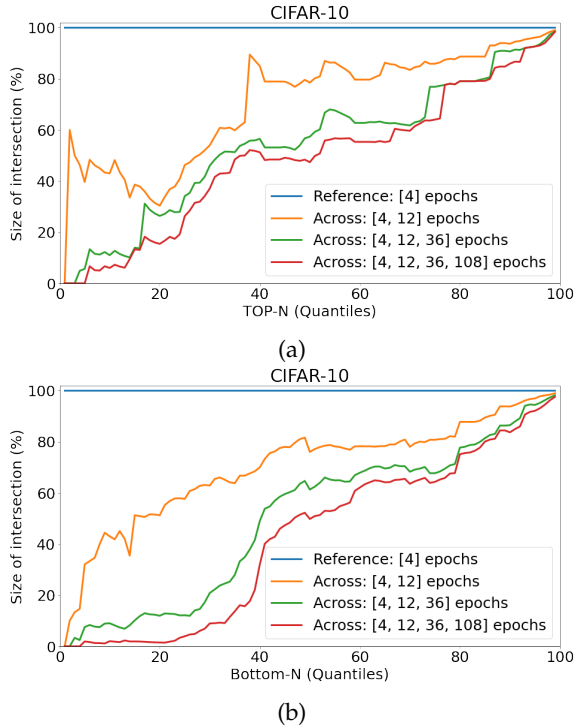 CIFAR-10
Size of intersection (%)
100
80
60
40
20
0
Reference: [4] epochs
Across: [4, 12] epochs
Across: [4, 12, 36] epochs
Across: [4, 12, 36, 108] epochs
0 20 40 60 80 100
TOP-N (Quantiles)
(a)
CIFAR-10
Size of intersection (%)
100
80
60
40
20
0
Reference: [4] epochs
Across: [4, 12] epochs
Across: [4, 12, 36] epochs
Across: [4, 12, 36, 108] epochs
0 20 40 60 80 100
Bottom-N (Quantiles)
(b)